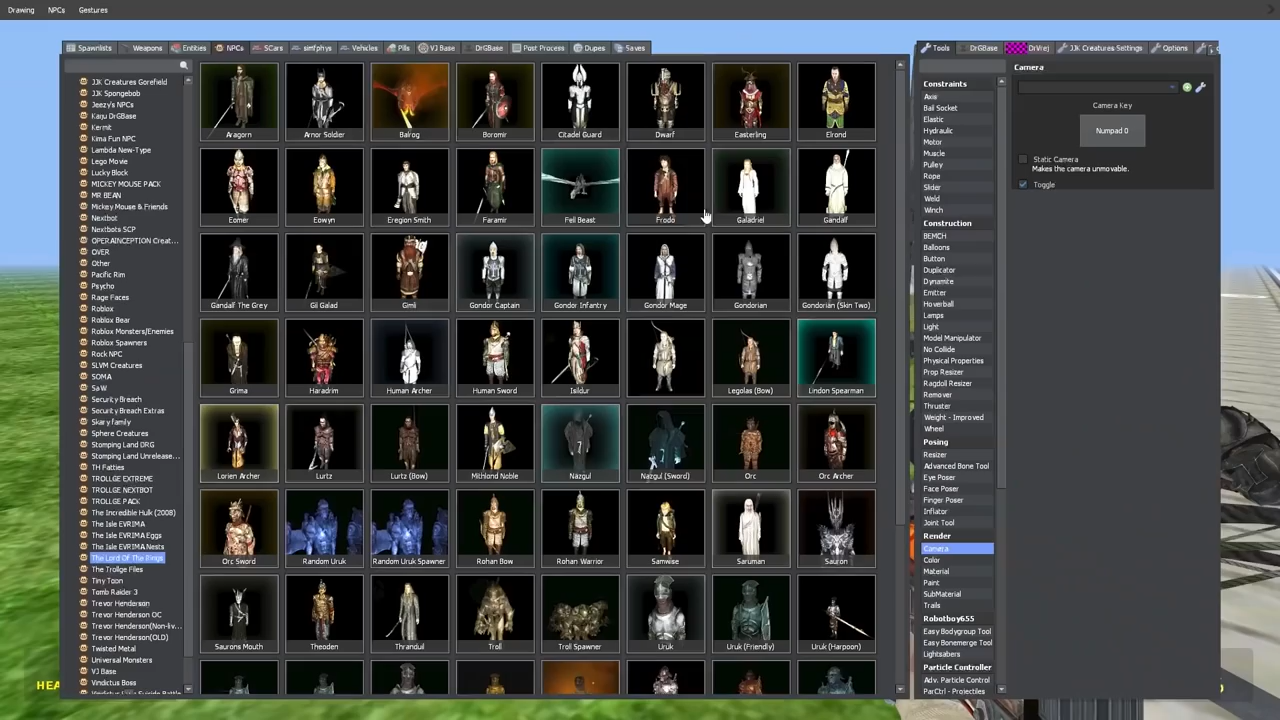 Drawing NPCs Gestures
Spawnlists Weapons Entities NPCs SCars simfphys Vehicles Pills VJ Base DrGBase Post Process Dupes Saves
Tools DrGBase DrVrej JJK Creatures Settings Options
JJK Creatures Gorefield
JJK Spongebob
Jeezy's NPCs
Kaiju DrGBase
Kermit
Kima Fun NPC
Lambda New-Type
Lego Movie
Lucky Block
MICKEY MOUSE PACK
MR BEAN
Mickey Mouse & Friends
Nextbot
Nextbots SCP
OPERAINCEPTION Creat...
OVER
Other
Pacific Rim
Psycho
Rage Faces
Roblox
Roblox Bear
Roblox Monsters/Enemies
Roblox Spawners
Rock NPC
SLVM Creatures
SOMA
SaW
Security Breach
Security Breach Extras
Skary family
Sphere Creatures
Stomping Land DRG
Stomping Land Unrelease...
TH Fatties
TROLLGE EXTREME
TROLLGE NEXTBOT
TROLLGE PACK
The Incredible Hulk (2008)
The Isle EVRIMA
The Isle EVRIMA Eggs
The Isle EVRIMA Nests
The Lord Of The Rings
The Trollge Files
Tiny Toon
Tomb Raider 3
Trevor Henderson
Trevor Henderson OC
Trevor Henderson(Non-liv...
Trevor Henderson(OLD)
Twisted Metal
Universal Monsters
VJ Base
Vindictus Boss
Aragorn Arnor Soldier Balrog Boromir Citadel Guard Dwarf Easterling Elrond
Eomer Eowyn Eregion Smith Faramir Fell Beast Frodo Galadriel Gandalf
Gandalf The Grey Gil Galad Gimli Gondor Captain Gondor Infantry Gondor Mage Gondorian Gondorian (Skin Two)
Grima Haradrim Human Archer Human Sword Isildur Legolas (Bow) Lindon Spearman
Lorien Archer Lurtz Lurtz (Bow) Mithlond Noble Nazgul Nazgul (Sword) Orc Orc Archer
Orc Sword Random Uruk Random Uruk Spawner Rohan Bow Rohan Warrior Samwise Saruman Sauron
Saurons Mouth Theoden Thranduil Troll Troll Spawner Uruk Uruk (Friendly) Uruk (Harpoon)
Constraints
Axis
Ball Socket
Elastic
Hydraulic
Motor
Muscle
Pulley
Rope
Slider
Weld
Winch
Construction
BEMCH
Balloons
Button
Duplicator
Dynamite
Emitter
Hoverball
Lamps
Light
Model Manipulator
No Collide
Physical Properties
Prop Resizer
Ragdoll Resizer
Remover
Thruster
Weight - Improved
Wheel
Posing
Resizer
Advanced Bone Tool
Eye Poser
Face Poser
Finger Poser
Inflator
Joint Tool
Render
Camera
Color
Material
Paint
SubMaterial
Trails
Robotboy655
Easy Bodygroup Tool
Easy Bonemerge Tool
Lightsabers
Particle Controller
Adv. Particle Control
ParCtrl - Projectiles
Camera
Camera Key
Numpad 0
Static Camera
Makes the camera unmovable.
Toggle
HEA